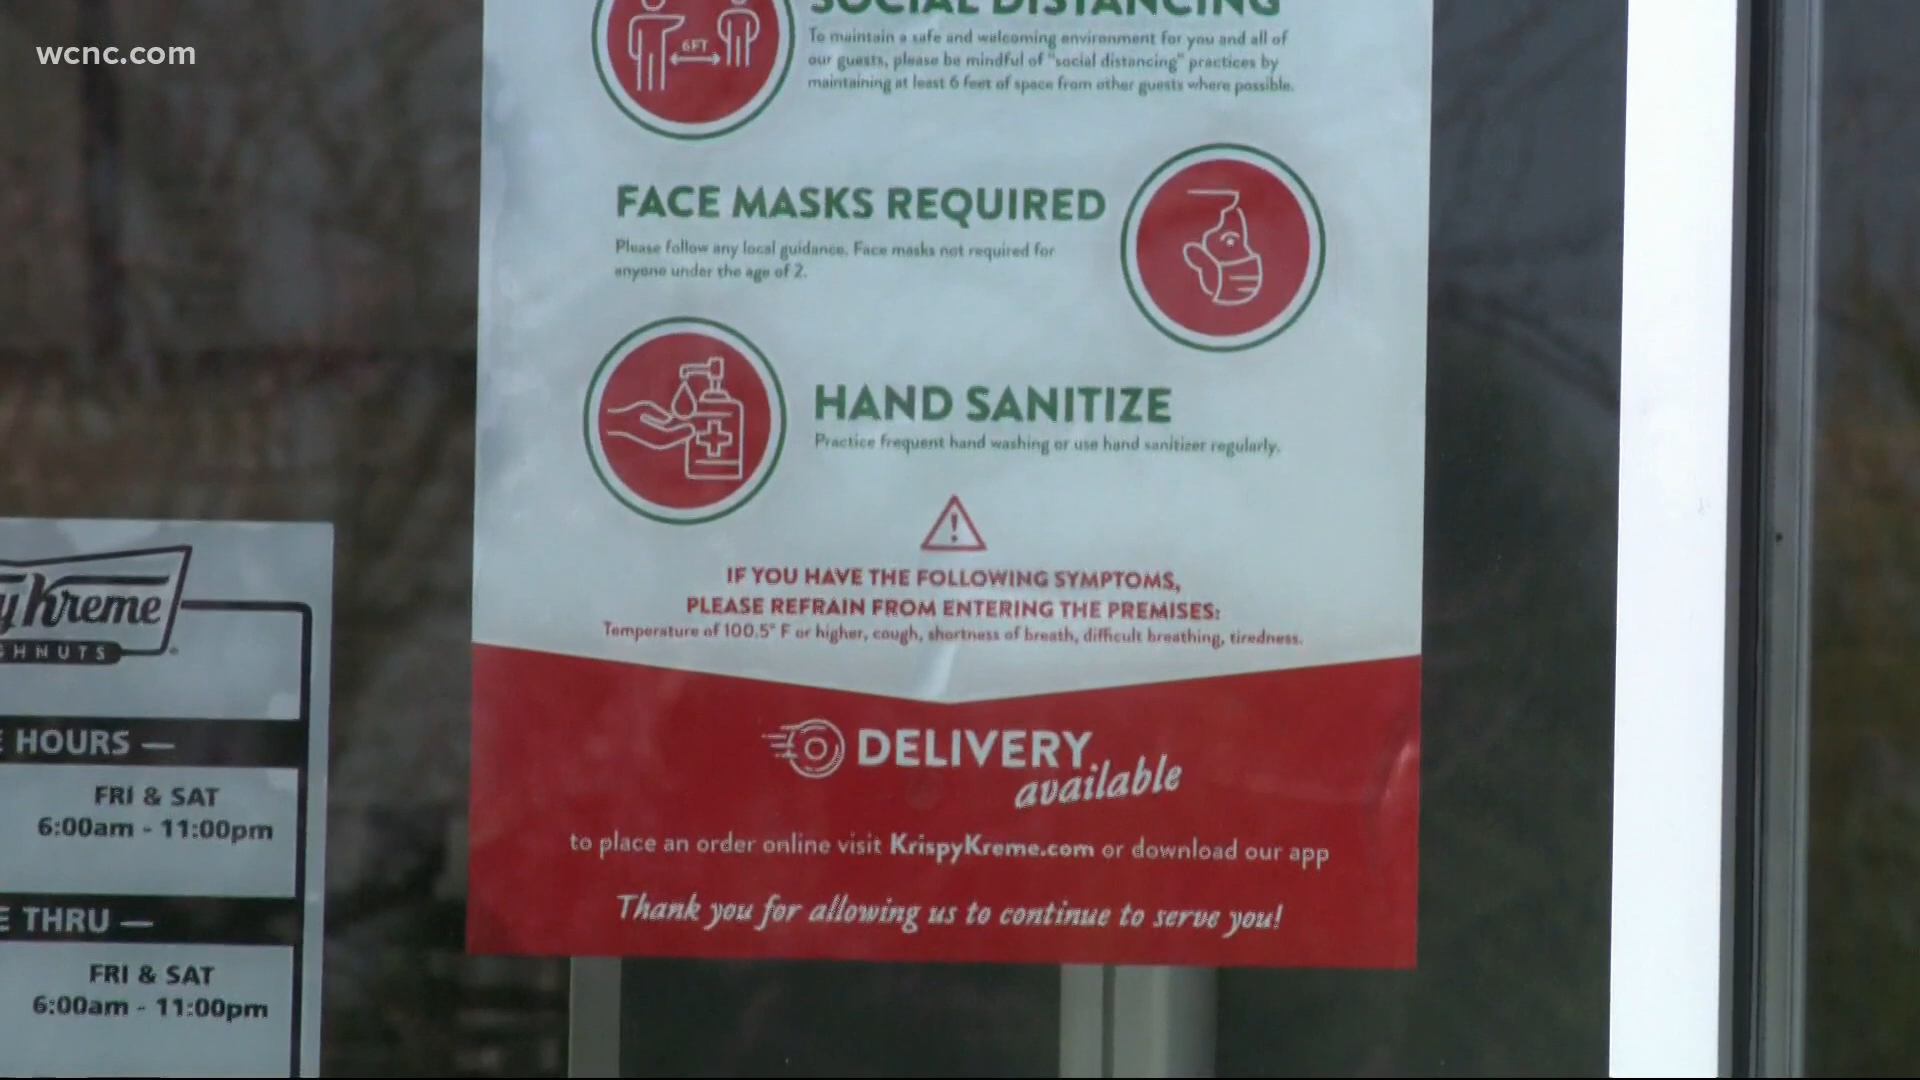 wcnc.com
SOCIAL DISTANCING
To maintain a safe and welcoming environment for you and all of
our guests, please be mindful of "social distancing" practices by
maintaining at least 6 feet of space from other guests where possible.
6FT
FACE MASKS REQUIRED
Please follow any local guidance. Face masks not required for
anyone under the age of 2.
HAND SANITIZE
Practice frequent hand washing or use hand sanitizer regularly.
IF YOU HAVE THE FOLLOWING SYMPTOMS,
PLEASE REFRAIN FROM ENTERING THE PREMISES:
Temperature of 100.5° F or higher, cough, shortness of breath, difficult breathing, tiredness.
DELIVERY
available
to place an order online visit KrispyKreme.com or download our app
Thank you for allowing us to continue to serve you!
y Kreme
GHNUTS
E HOURS —
FRI & SAT
6:00am - 11:00pm
E THRU —
FRI & SAT
6:00am - 11:00pm